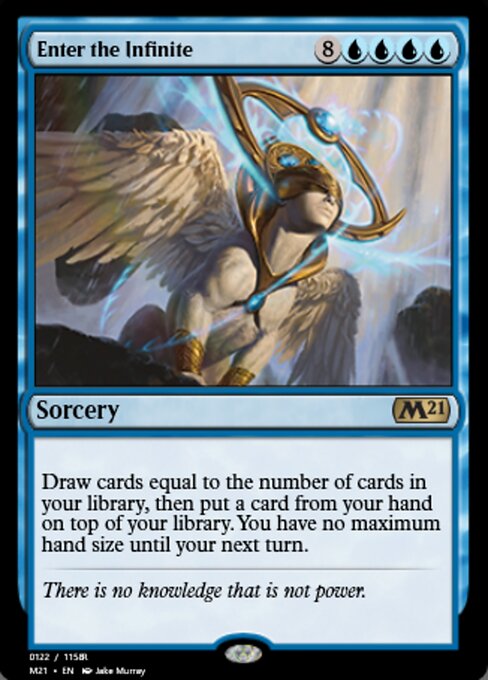 Enter the Infinite 8
Sorcery M21
Draw cards equal to the number of cards in
your library, then put a card from your hand
on top of your library. You have no maximum
hand size until your next turn.
There is no knowledge that is not power.
0122 / 1158R
M21 • EN Jake Murray